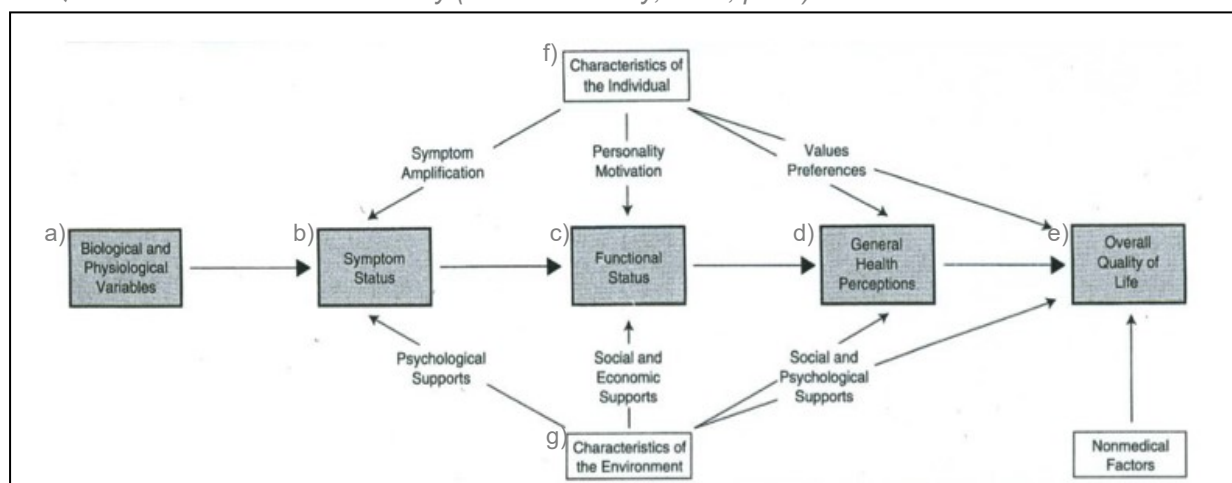 f)
Characteristics of
the Individual
Symptom
Amplification
Personality
Motivation
Values
Preferences
a)
Biological and
Physiological
Variables
b)
Symptom
Status
c)
Functional
Status
d)
General
Health
Perceptions
e)
Overall
Quality of
Life
Psychological
Supports
Social and
Economic
Supports
Social and
Psychological
Supports
g)
Characteristics of
the Environment
Nonmedical
Factors